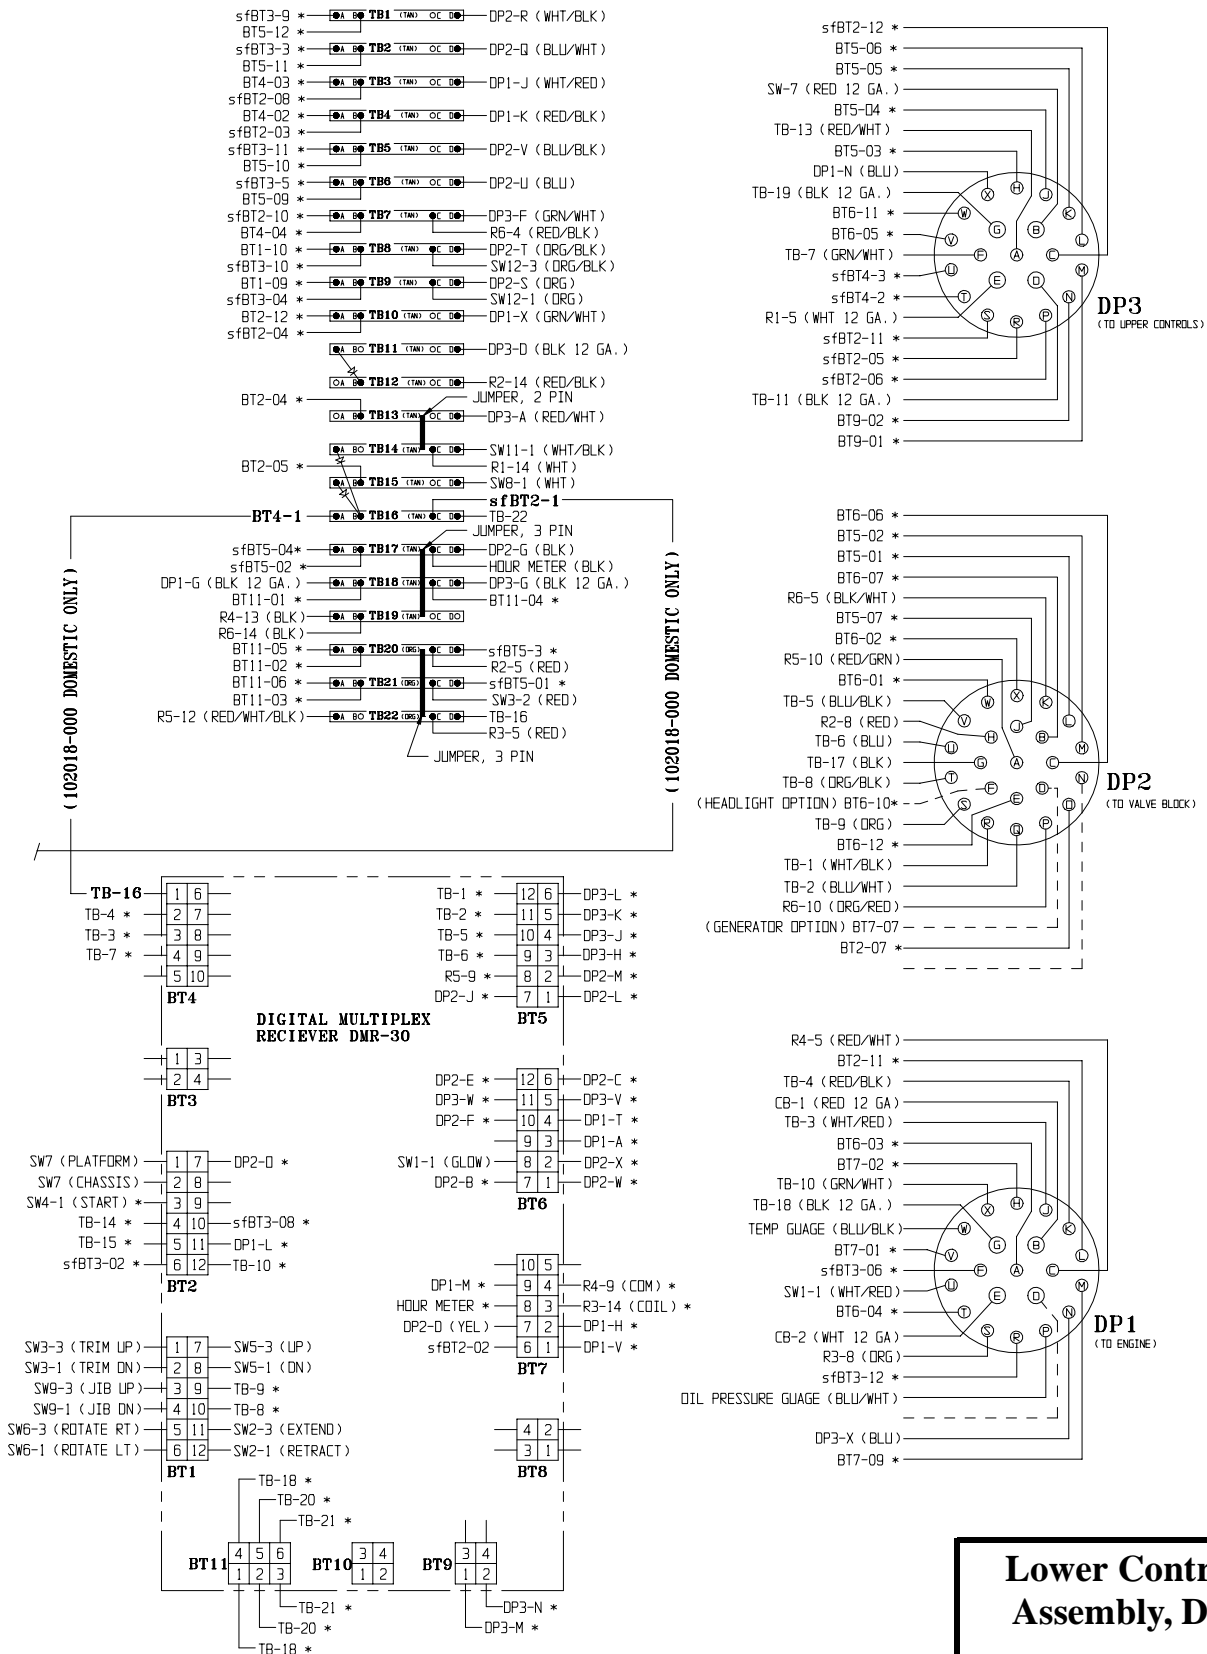 sfBT3-9 * A B TB1 (TAN) C D DP2-R (WHT/BLK)
BT5-12 *
sfBT3-3 * A B TB2 (TAN) C D DP2-Q (BLU/WHT)
BT5-11 *
BT4-03 * A B TB3 (TAN) C D DP1-J (WHT/RED)
sfBT2-08 *
BT4-02 * A B TB4 (TAN) C D DP1-K (RED/BLK)
sfBT2-03 *
sfBT3-11 * A B TB5 (TAN) C D DP2-V (BLU/BLK)
BT5-10 *
sfBT3-5 * A B TB6 (TAN) C D DP2-U (BLU)
BT5-09 *
sfBT2-10 * A B TB7 (TAN) C D DP3-F (GRN/WHT)
BT4-04 * R6-4 (RED/BLK)
BT1-10 * A B TB8 (TAN) C D DP2-T (ORG/BLK)
sfBT3-10 * SW12-3 (ORG/BLK)
BT1-09 * A B TB9 (TAN) C D DP2-S (ORG)
sfBT3-04 * SW12-1 (ORG)
BT2-12 * A B TB10 (TAN) C D DP1-X (GRN/WHT)
sfBT2-04 *
A B TB11 (TAN) C D DP3-D (BLK 12 GA.)
A B TB12 (TAN) C D R2-14 (RED/BLK)
BT2-04 * JUMPER, 2 PIN
A B TB13 (TAN) C D DP3-A (RED/WHT)
A B TB14 (TAN) C D SW11-1 (WHT/BLK)
BT2-05 * R1-14 (WHT)
A B TB15 (TAN) C D SW8-1 (WHT)
sfBT2-1
BT4-1 A B TB16 (TAN) C D TB-22
JUMPER, 3 PIN
sfBT5-04* A B TB17 (TAN) C D DP2-G (BLK)
sfBT5-02 * HOUR METER (BLK)
DP1-G (BLK 12 GA.) A B TB18 (TAN) C D DP3-G (BLK 12 GA.)
BT11-01 * BT11-04 *
R4-13 (BLK) A B TB19 (TAN) C D
R6-14 (BLK)
BT11-05 * A B TB20 (ORG) C D sfBT5-3 *
BT11-02 * R2-5 (RED)
BT11-06 * A B TB21 (ORG) C D sfBT5-01 *
BT11-03 * SW3-2 (RED)
R5-12 (RED/WHT/BLK) A B TB22 (ORG) C D TB-16
R3-5 (RED)
JUMPER, 3 PIN
(102018-000 DOMESTIC ONLY)
(102018-000 DOMESTIC ONLY)
sfBT2-12 *
BT5-06 *
BT5-05 *
SW-7 (RED 12 GA.)
BT5-04 *
TB-13 (RED/WHT)
BT5-03 *
DP1-N (BLU)
TB-19 (BLK 12 GA.)
BT6-11 *
BT6-05 *
TB-7 (GRN/WHT)
sfBT4-3 *
sfBT4-2 *
R1-5 (WHT 12 GA.)
sfBT2-11 *
sfBT2-05 *
sfBT2-06 *
TB-11 (BLK 12 GA.)
BT9-02 *
BT9-01 *
X H J
W K
G B
V L
F A C
U M
E D
T N
S R P
DP3
(TO UPPER CONTROLS)
BT6-06 *
BT5-02 *
BT5-01 *
BT6-07 *
R6-5 (BLK/WHT)
BT5-07 *
BT6-02 *
R5-10 (RED/GRN)
BT6-01 *
TB-5 (BLU/BLK)
R2-8 (RED)
TB-6 (BLU)
TB-17 (BLK)
TB-8 (ORG/BLK)
(HEADLIGHT OPTION) BT6-10*
TB-9 (ORG)
BT6-12 *
TB-1 (WHT/BLK)
TB-2 (BLU/WHT)
R6-10 (ORG/RED)
(GENERATOR OPTION) BT7-07
BT2-07 *
W X K
V J L
H B
U M
G A C
T N
F E D
S O
R Q P
DP2
(TO VALVE BLOCK)
R4-5 (RED/WHT)
BT2-11 *
TB-4 (RED/BLK)
CB-1 (RED 12 GA)
TB-3 (WHT/RED)
BT6-03 *
BT7-02 *
TB-10 (GRN/WHT)
TB-18 (BLK 12 GA.)
TEMP GUAGE (BLU/BLK)
BT7-01 *
sfBT3-06 *
SW1-1 (WHT/RED)
BT6-04 *
CB-2 (WHT 12 GA)
R3-8 (ORG)
sfBT3-12 *
OIL PRESSURE GUAGE (BLU/WHT)
DP3-X (BLU)
BT7-09 *
X H J
W K
G B
V L
F A C
U M
E D
T N
S R P
DP1
(TO ENGINE)
TB-16 1 6
TB-4 * 2 7
TB-3 * 3 8
TB-7 * 4 9
5 10
BT4
TB-1 * 12 6 DP3-L *
TB-2 * 11 5 DP3-K *
TB-5 * 10 4 DP3-J *
TB-6 * 9 3 DP3-H *
R5-9 * 8 2 DP2-M *
DP2-J * 7 1 DP2-L *
BT5
DIGITAL MULTIPLEX
RECIEVER DMR-30
1 3
2 4
BT3
DP2-E * 12 6 DP2-C *
DP3-W * 11 5 DP3-V *
DP2-F * 10 4 DP1-T *
9 3 DP1-A *
SW1-1 (GLOW) 8 2 DP2-X *
DP2-B * 7 1 DP2-W *
BT6
SW7 (PLATFORM) 1 7 DP2-O *
SW7 (CHASSIS) 2 8
SW4-1 (START) * 3 9
TB-14 * 4 10 sfBT3-08 *
TB-15 * 5 11 DP1-L *
sfBT3-02 * 6 12 TB-10 *
BT2
10 5
DP1-M * 9 4 R4-9 (COM) *
HOUR METER * 8 3 R3-14 (COIL) *
DP2-D (YEL) 7 2 DP1-H *
sfBT2-02 6 1 DP1-V *
BT7
SW3-3 (TRIM UP) 1 7 SW5-3 (UP)
SW3-1 (TRIM DN) 2 8 SW5-1 (DN)
SW9-3 (JIB UP) 3 9 TB-9 *
SW9-1 (JIB DN) 4 10 TB-8 *
SW6-3 (ROTATE RT) 5 11 SW2-3 (EXTEND)
SW6-1 (ROTATE LT) 6 12 SW2-1 (RETRACT)
BT1
4 2
3 1
BT8
TB-18 *
TB-20 *
TB-21 *
BT11 4 5 6
1 2 3
BT10 3 4
1 2
BT9 3 4
1 2
TB-21 *
TB-20 *
TB-18 *
DP3-N *
DP3-M *
Lower Contr
Assembly, D